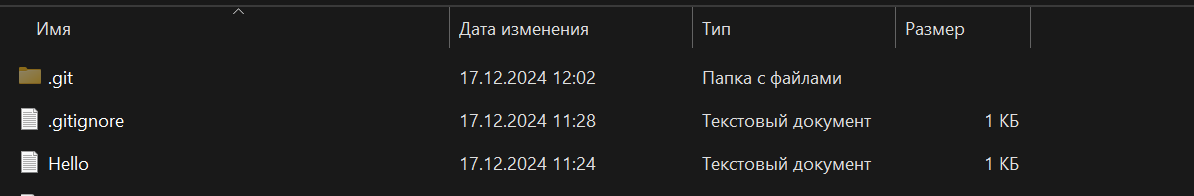 Имя Дата изменения Тип Размер
.git 17.12.2024 12:02 Папка с файлами
.gitignore 17.12.2024 11:28 Текстовый документ 1 КБ
Hello 17.12.2024 11:24 Текстовый документ 1 КБ